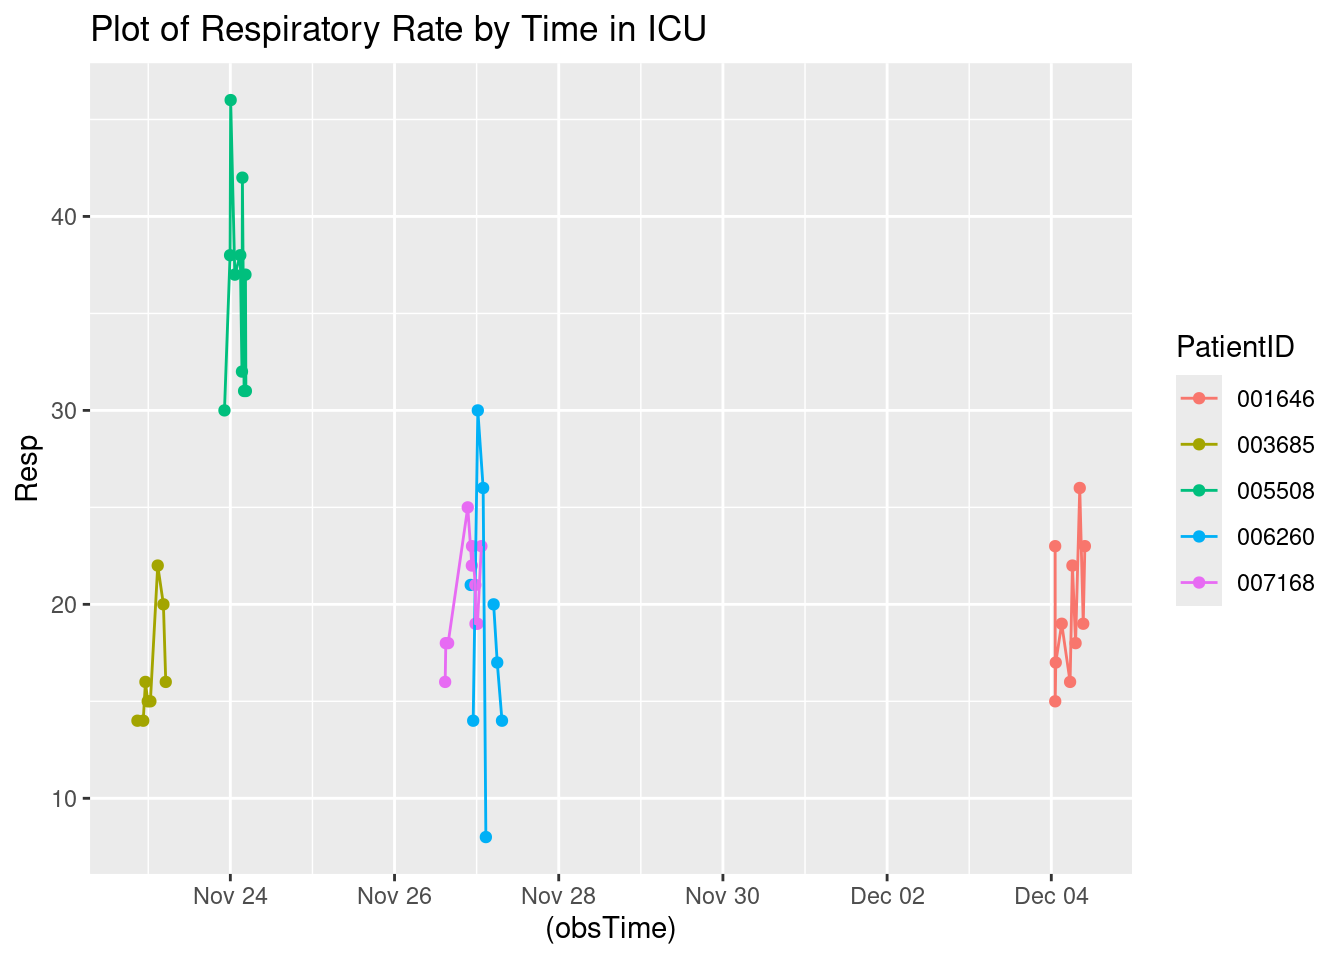 Plot of Respiratory Rate by Time in ICU
40
30
20
10
Resp
Nov 24 Nov 26 Nov 28 Nov 30 Dec 02 Dec 04
(obsTime)
PatientID
001646
003685
005508
006260
007168